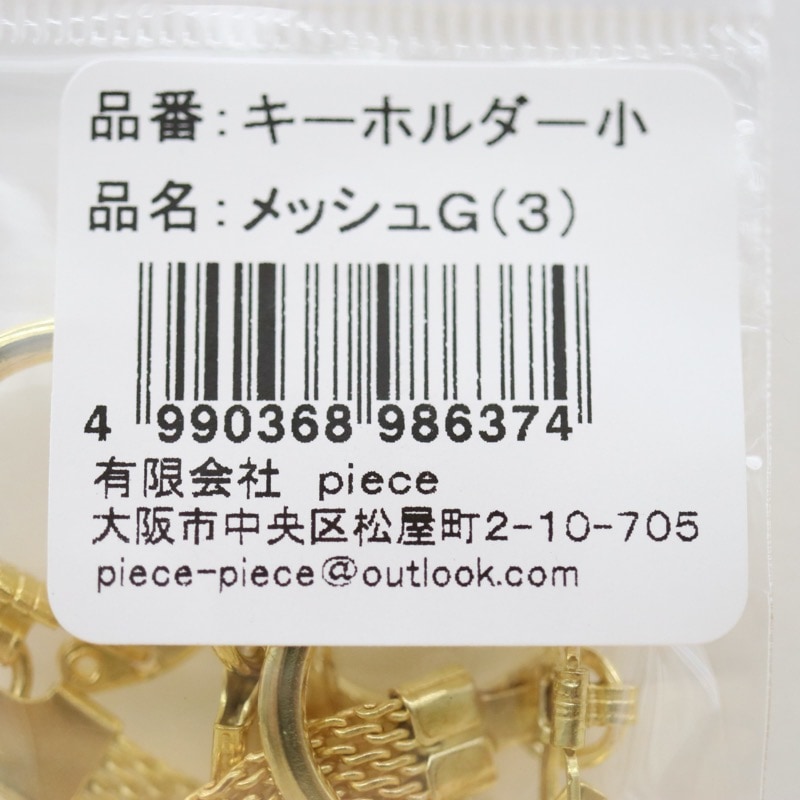 品番：キーホルダー小
品名：メッシュG（3）
4 990368 986374
有限会社 piece
大阪市中央区松屋町2-10-705
piece-piece@outlook.com